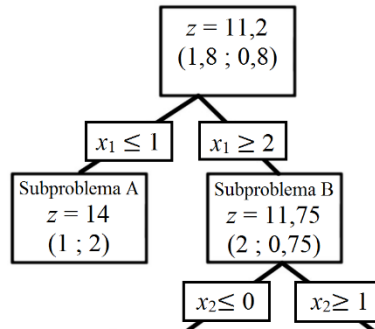 z = 11,2
(1,8 ; 0,8)
x₁ ≤ 1
x₁ ≥ 2
Subproblema A
z = 14
(1 ; 2)
Subproblema B
z = 11,75
(2 ; 0,75)
x₂≤ 0
x₂≥ 1